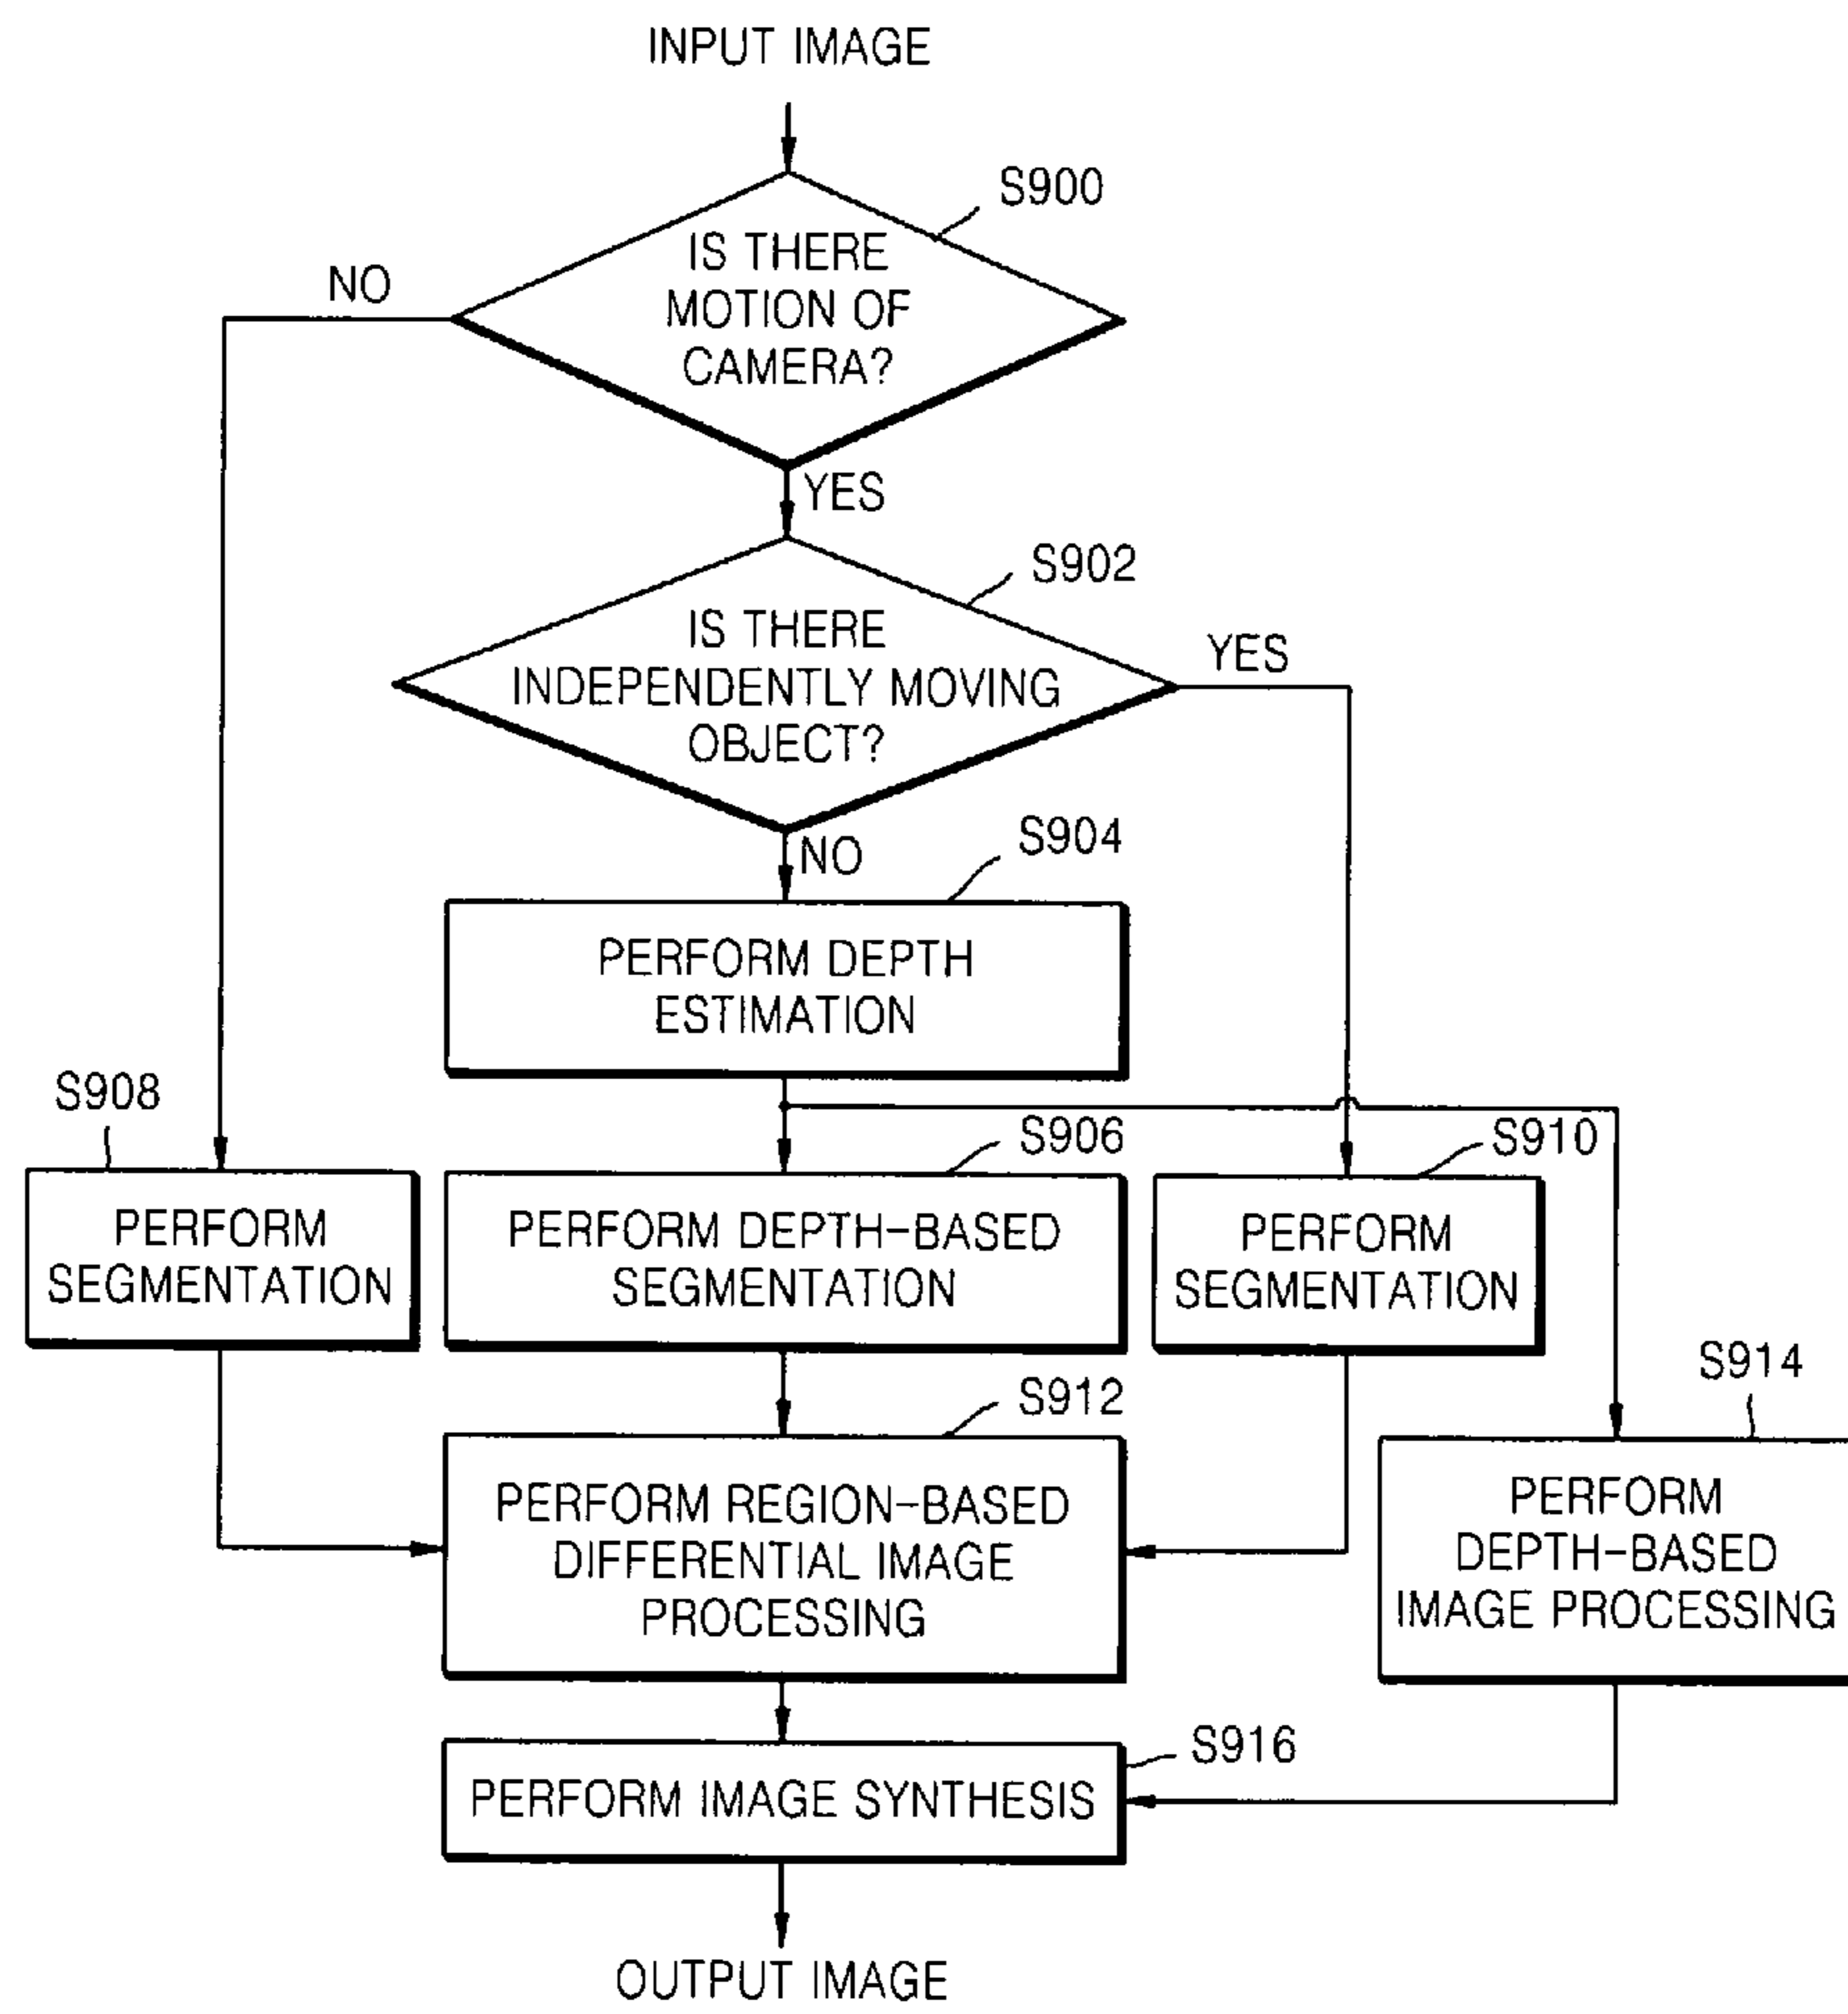 INPUT IMAGE
S900
IS THERE
MOTION OF
CAMERA?
NO
YES
S902
IS THERE
INDEPENDENTLY MOVING
OBJECT?
YES
NO
S904
PERFORM DEPTH
ESTIMATION
S908
PERFORM
SEGMENTATION
S906
PERFORM DEPTH-BASED
SEGMENTATION
S910
PERFORM
SEGMENTATION
S912
PERFORM REGION-BASED
DIFFERENTIAL IMAGE
PROCESSING
S914
PERFORM
DEPTH-BASED
IMAGE PROCESSING
S916
PERFORM IMAGE SYNTHESIS
OUTPUT IMAGE